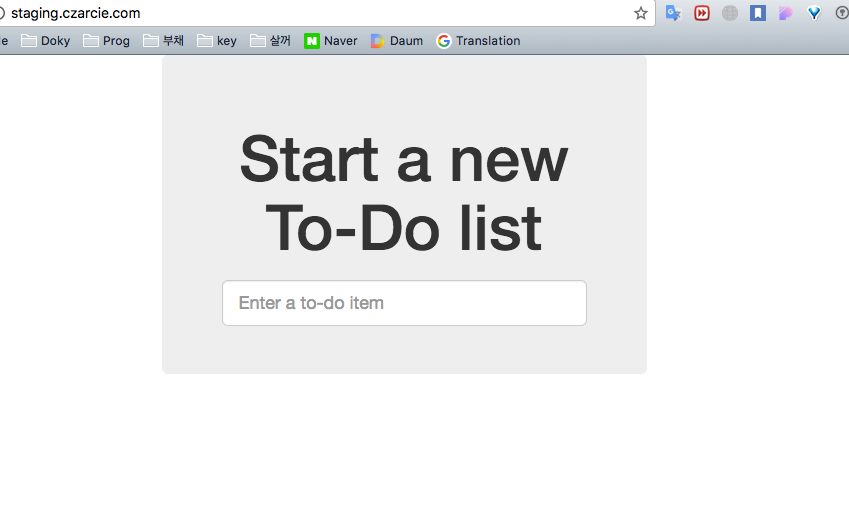 staging.czarcie.com
Doky Prog 부채 key 살꺼 Naver Daum Translation
Start a new
To-Do list
Enter a to-do item